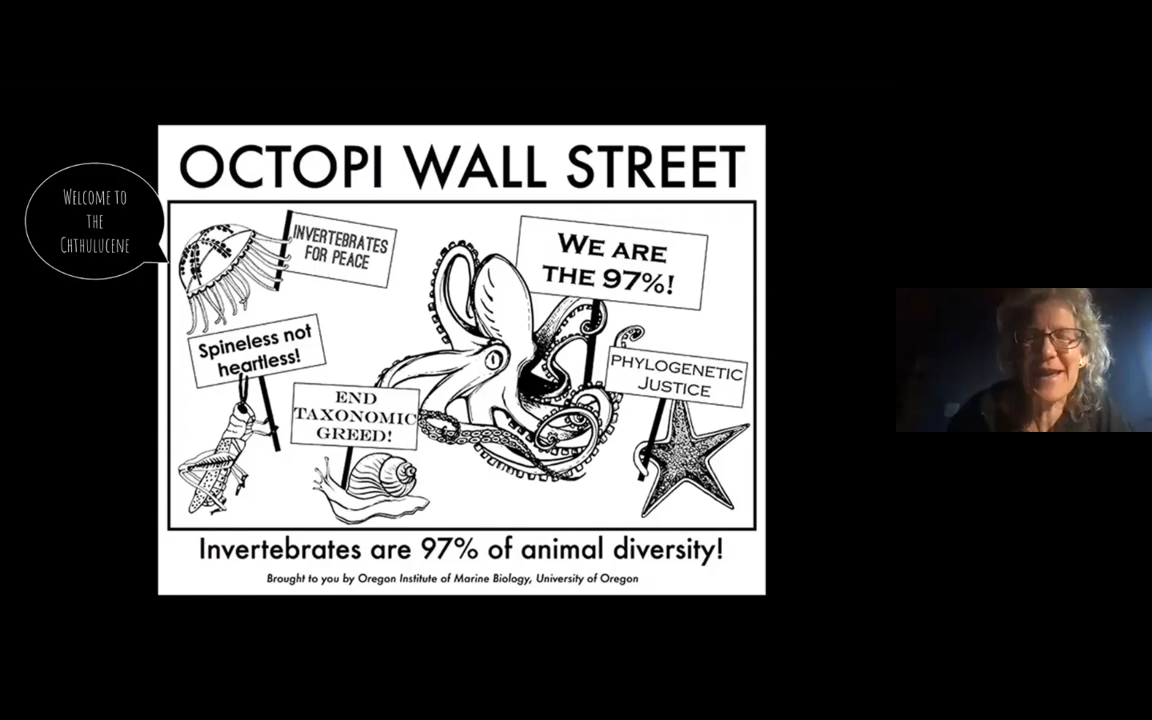 OCTOPI WALL STREET
WELCOME TO
THE
CHTHULUCENE
INVERTEBRATES
FOR PEACE
WE ARE
THE 97%!
Spineless not
heartless!
PHYLOGENETIC
JUSTICE
END
TAXONOMIC
GREED!
Invertebrates are 97% of animal diversity!
Brought to you by Oregon Institute of Marine Biology, University of Oregon